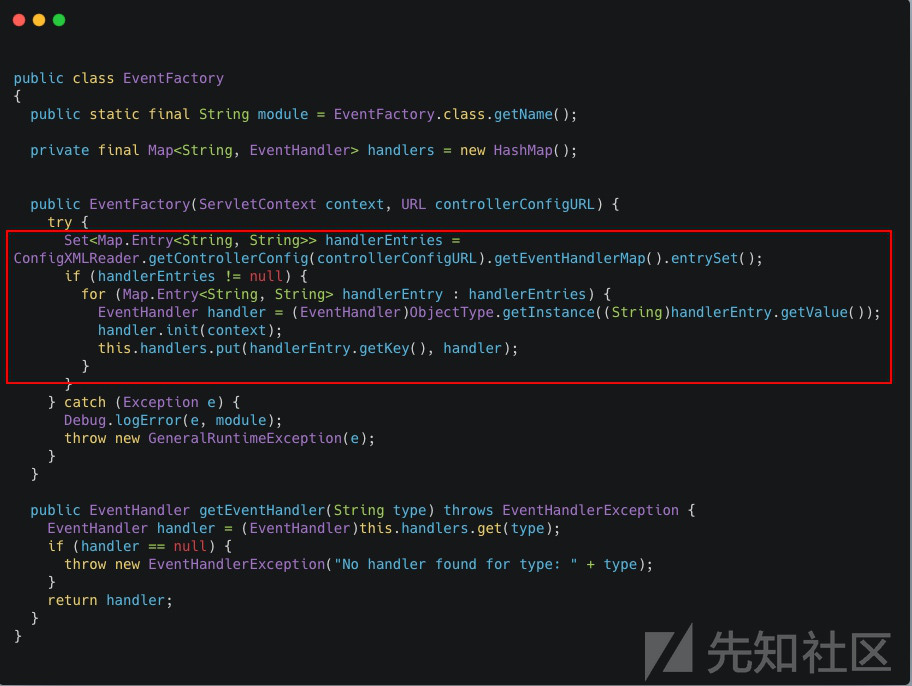 public class EventFactory
{
  public static final String module = EventFactory.class.getName();

  private final Map<String, EventHandler> handlers = new HashMap();


  public EventFactory(ServletContext context, URL controllerConfigURL) {
    try {
      Set<Map.Entry<String, String>> handlerEntries =
ConfigXMLReader.getControllerConfig(controllerConfigURL).getEventHandlerMap().entrySet();
      if (handlerEntries != null) {
        for (Map.Entry<String, String> handlerEntry : handlerEntries) {
          EventHandler handler = (EventHandler)ObjectType.getInstance((String)handlerEntry.getValue());
          handler.init(context);
          this.handlers.put(handlerEntry.getKey(), handler);
        }
      }
    } catch (Exception e) {
      Debug.logError(e, module);
      throw new GeneralRuntimeException(e);
    }
  }

  public EventHandler getEventHandler(String type) throws EventHandlerException {
    EventHandler handler = (EventHandler)this.handlers.get(type);
    if (handler == null) {
      throw new EventHandlerException("No handler found for type: " + type);
    }
    return handler;
  }
}
先知社区